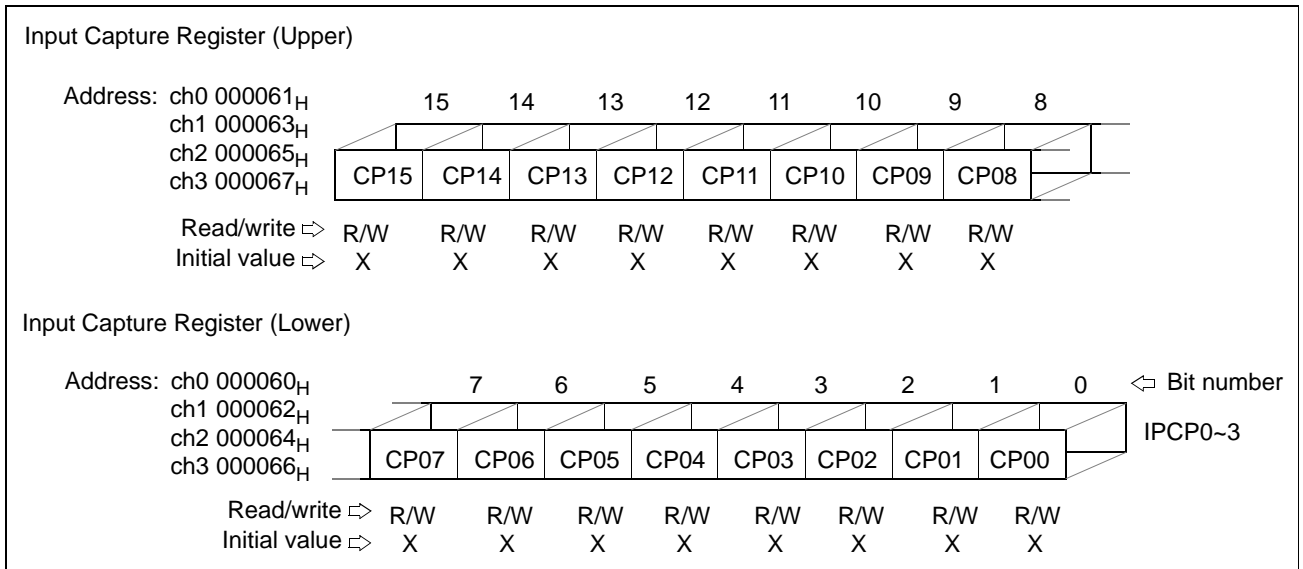 Input Capture Register (Upper)
Address: ch0 000061H 15 14 13 12 11 10 9 8
ch1 000063H
ch2 000065H
ch3 000067H
CP15 CP14 CP13 CP12 CP11 CP10 CP09 CP08
Read/write ⇨ R/W R/W R/W R/W R/W R/W R/W R/W
Initial value ⇨ X X X X X X X X
Input Capture Register (Lower)
Address: ch0 000060H 7 6 5 4 3 2 1 0 ⇦ Bit number
ch1 000062H
ch2 000064H IPCP0~3
ch3 000066H
CP07 CP06 CP05 CP04 CP03 CP02 CP01 CP00
Read/write ⇨ R/W R/W R/W R/W R/W R/W R/W R/W
Initial value ⇨ X X X X X X X X